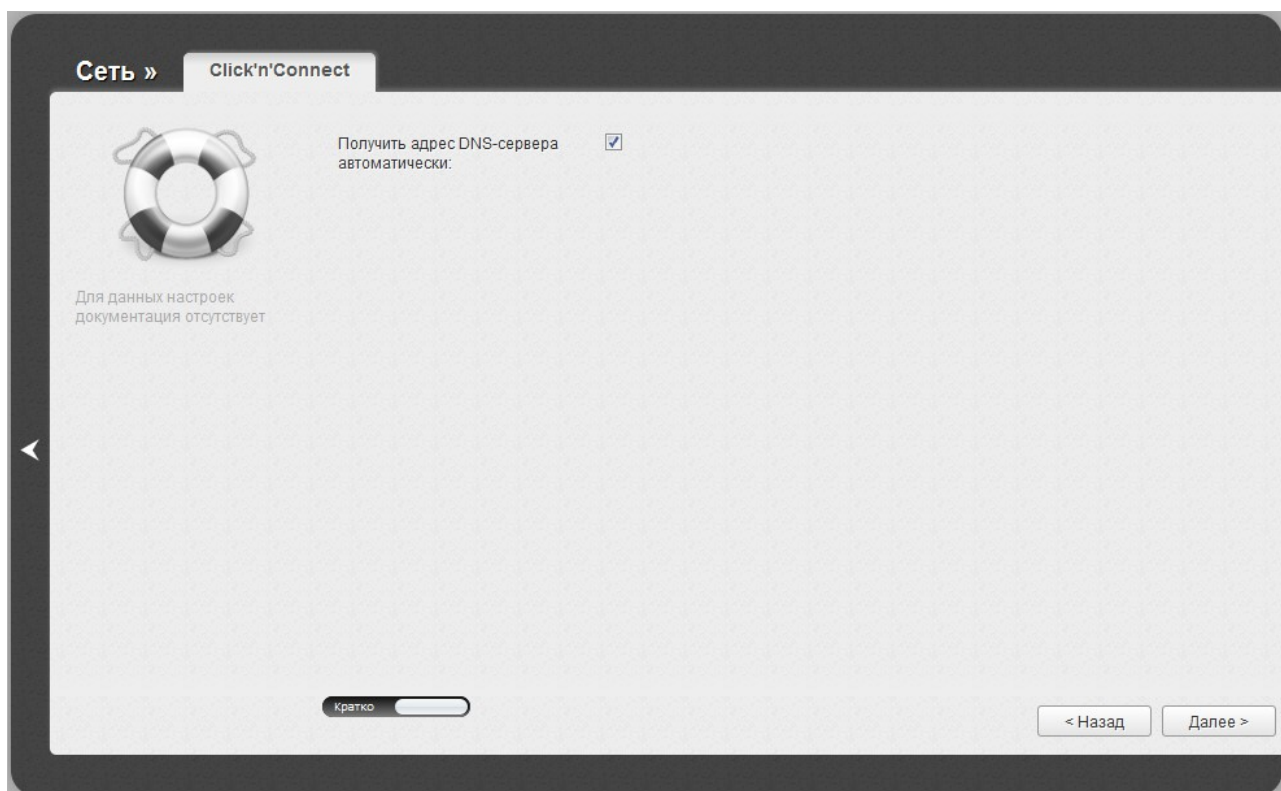 Сеть »
Click'n'Connect
Получить адрес DNS-сервера
автоматически:
Для данных настроек
документация отсутствует
Кратко
< Назад
Далее >